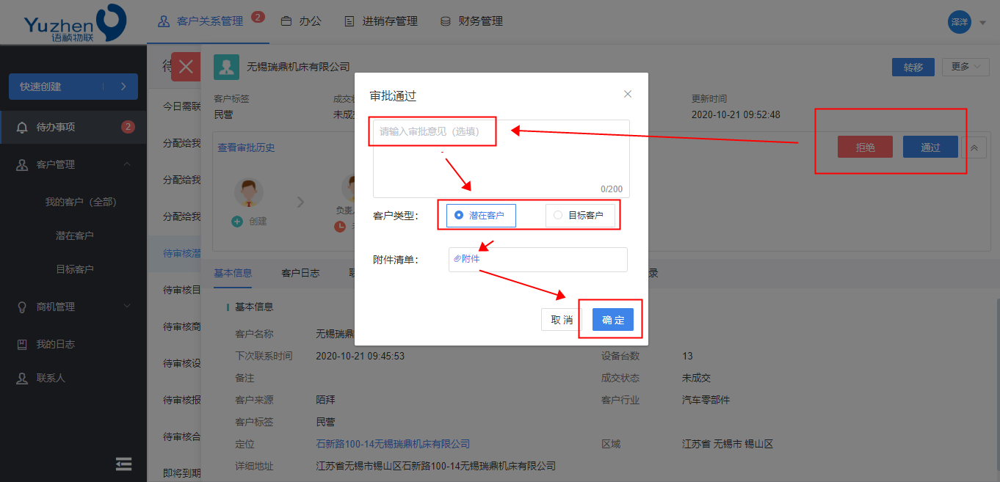 Yuzhen
语祯物联
客户关系管理 2
办公
进销存管理
财务管理
泽洋
快速创建
待办事项 2
客户管理
我的客户（全部）
潜在客户
目标客户
商机管理
我的日志
联系人
待
今日需联
分配给我
分配给我
分配给我
待审核潜
待审核目
待审核商
待审核设
待审核报
待审核合
即将到期
无锡瑞鼎机床有限公司
转移
更多
客户标签
民营
成交
未成交
更新时间
2020-10-21 09:52:48
查看审批历史
创建
负责
拒绝
通过
审批通过
请输入审批意见（选填）
0/200
客户类型：
潜在客户
目标客户
附件清单：
附件
取消
确定
基本信息
客户日志
联
录
基本信息
客户名称
无锡瑞鼎
下次联系时间 2020-10-21 09:45:53
设备台数 13
备注
成交状态 未成交
客户来源 陌拜
客户行业 汽车零部件
客户标签 民营
定位 石新路100-14无锡瑞鼎机床有限公司
区域 江苏省 无锡市 锡山区
详细地址 江苏省无锡市锡山区石新路100-14无锡瑞鼎机床有限公司